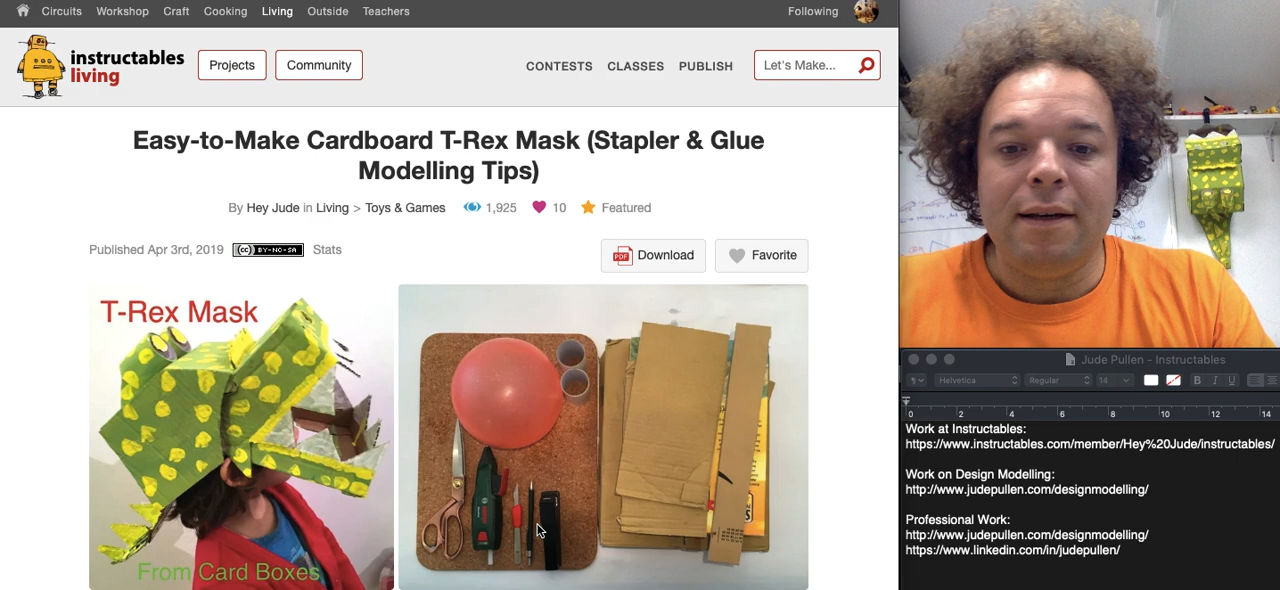 Circuits Workshop Craft Cooking Living Outside Teachers Following
instructables
living
Projects Community
CONTESTS CLASSES PUBLISH
Let's Make...
Easy-to-Make Cardboard T-Rex Mask (Stapler & Glue
Modelling Tips)
By Hey Jude in Living > Toys & Games 1,925 10 Featured
Published Apr 3rd, 2019 (cc) BY-NC-SA Stats
PDF Download Favorite
T-Rex Mask
From Card Boxes
Jude Pullen - Instructables
¶ Helvetica Regular 14 B I U
0 2 4 6 8 10 12 14
Work at Instructables:
https://www.instructables.com/member/Hey%20Jude/instructables/
Work on Design Modelling:
http://www.judepullen.com/designmodelling/
Professional Work:
http://www.judepullen.com/designmodelling/
https://www.linkedin.com/in/judepullen/